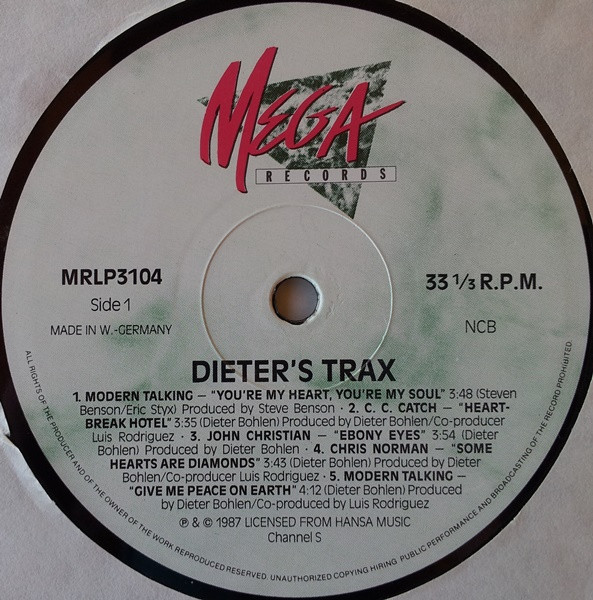 MEGA
RECORDS
MRLP3104
Side 1
MADE IN W.-GERMANY
33 1/3 R.P.M.
NCB
DIETER'S TRAX
1. MODERN TALKING – "YOU'RE MY HEART, YOU'RE MY SOUL" 3:48 (Steven
Benson/Eric Styx) Produced by Steve Benson · 2. C. C. CATCH – "HEART-
BREAK HOTEL" 3:35 (Dieter Bohlen) Produced by Dieter Bohlen/Co-producer
Luis Rodriguez · 3. JOHN CHRISTIAN – "EBONY EYES" 3:54 (Dieter
Bohlen) Produced by Dieter Bohlen · 4. CHRIS NORMAN – "SOME
HEARTS ARE DIAMONDS" 3:43 (Dieter Bohlen) Produced by Dieter
Bohlen/Co-producer Luis Rodriguez · 5. MODERN TALKING –
"GIVE ME PEACE ON EARTH" 4:12 (Dieter Bohlen) Produced
by Dieter Bohlen/Co-produced by Luis Rodriguez
℗ & © 1987 LICENSED FROM HANSA MUSIC
Channel S
ALL RIGHTS OF THE PRODUCER AND OF THE OWNER OF THE WORK REPRODUCED RESERVED. UNAUTHORIZED COPYING HIRING PUBLIC PERFORMANCE AND BROADCASTING OF THE RECORD PROHIBITED.